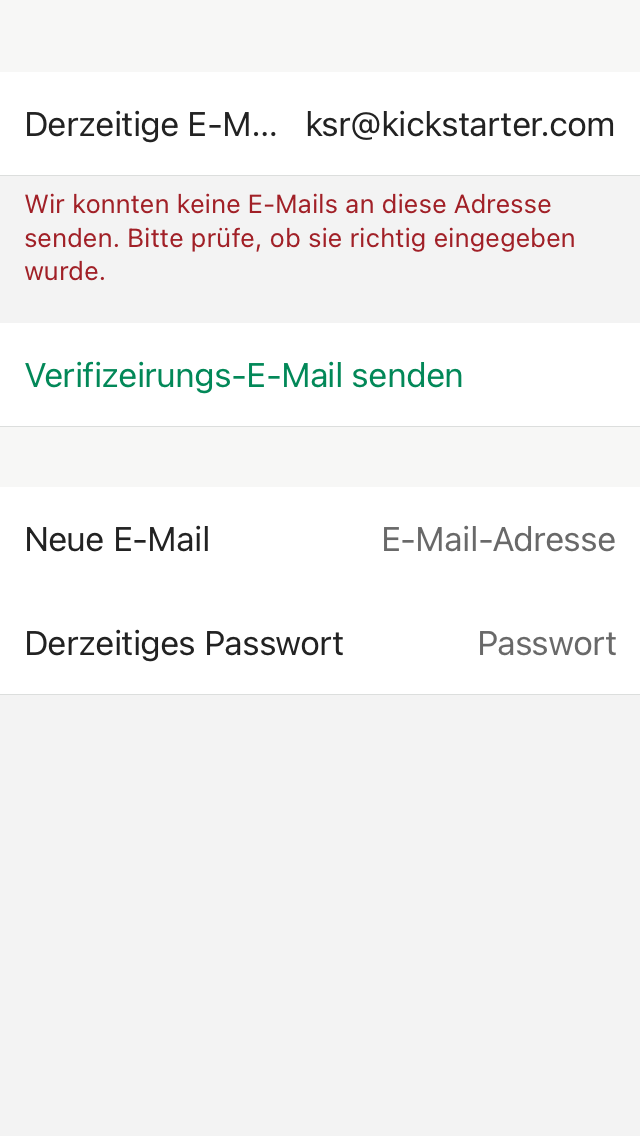 Derzeitige E-M... ksr@kickstarter.com
Wir konnten keine E-Mails an diese Adresse
senden. Bitte prüfe, ob sie richtig eingegeben
wurde.
Verifizeirungs-E-Mail senden
Neue E-Mail E-Mail-Adresse
Derzeitiges Passwort Passwort